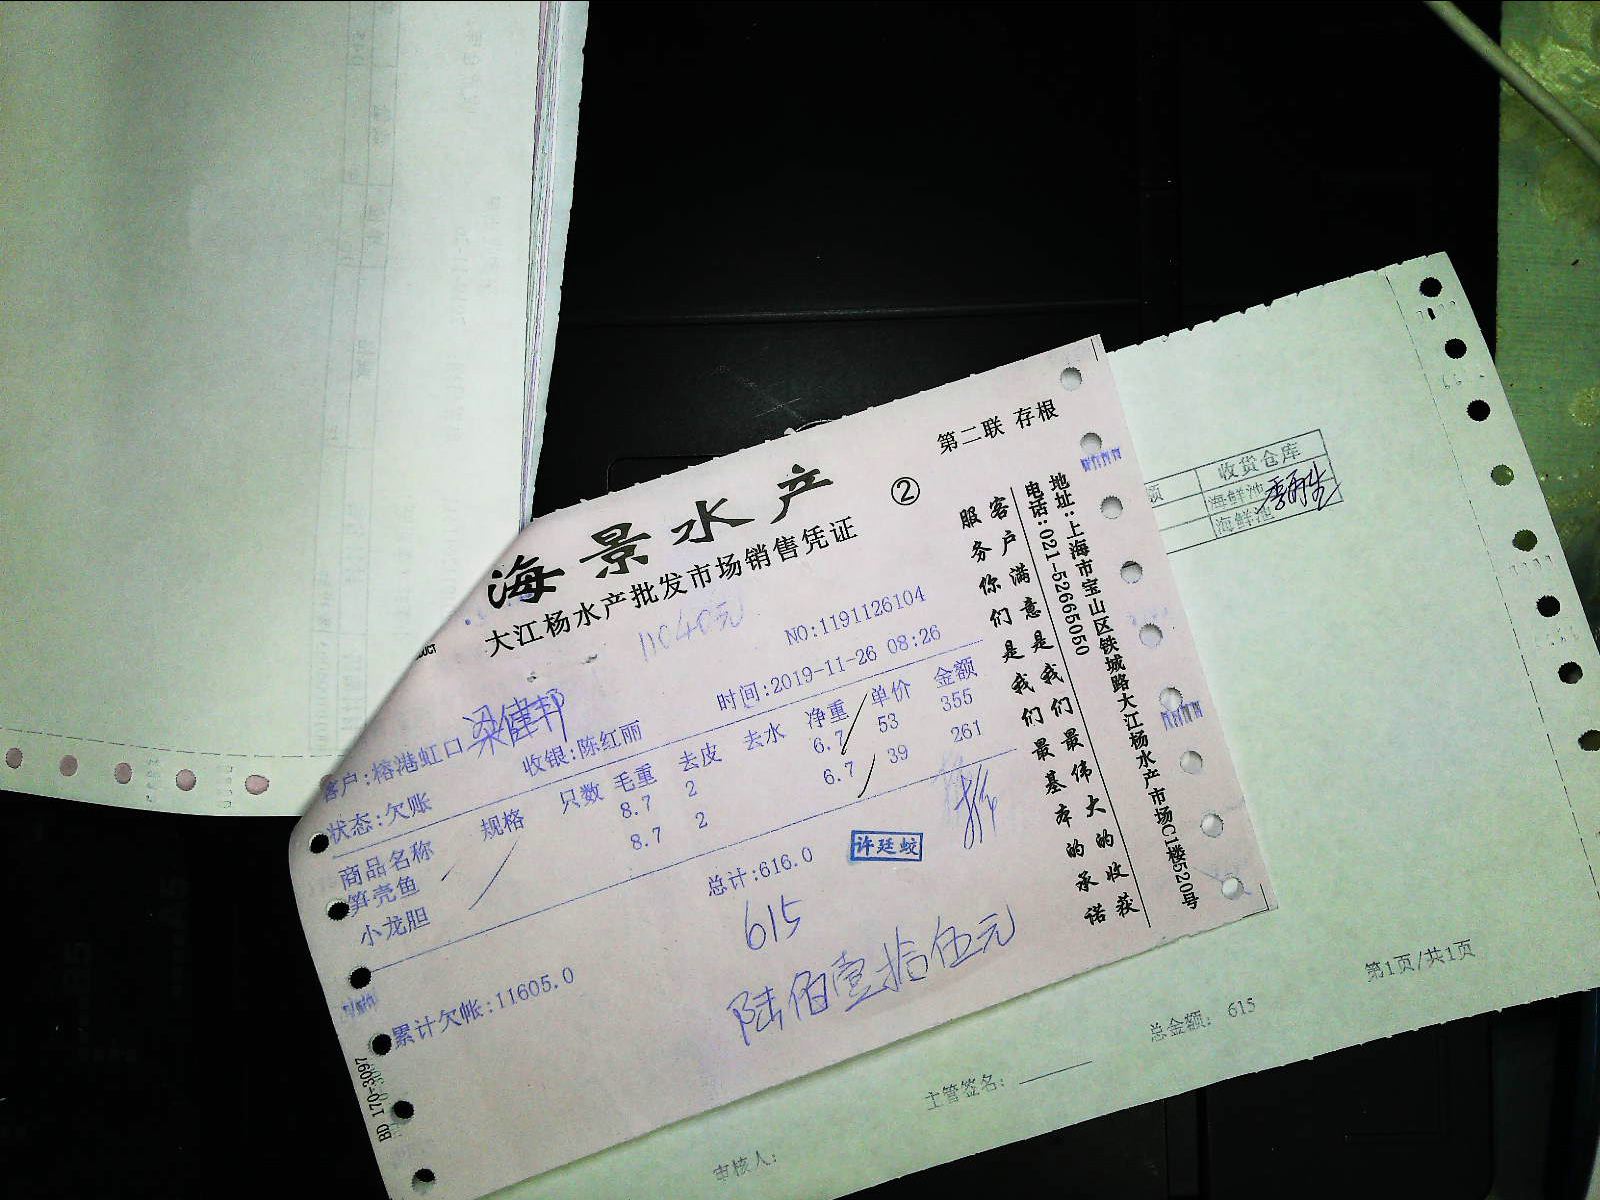 第二联 存根
②
海景水产
大江杨水产批发市场销售凭证
11040元
NO:1191126104
客户:榕港虹口 梁健邦
收银:陈红丽
时间:2019-11-26 08:26
状态:欠账
商品名称 规格 只数 毛重 去皮 去水 净重 单价 金额
笋壳鱼 8.7 2 6.7 53 355
小龙胆 8.7 2 6.7 39 261
总计:616.0
许廷蛟
615
陆佰壹拾伍元
累计欠帐:11605.0
客户满意是我们最伟大的收获
服务你们是我们最基本的承诺
地址:上海市宝山区铁城路大江杨水产市场C1楼520号
电话:021-52665050
BD 170-3097
收货仓库
额 海鲜池
海鲜池
第1页/共1页
总金额: 615
主管签名:
审核人: